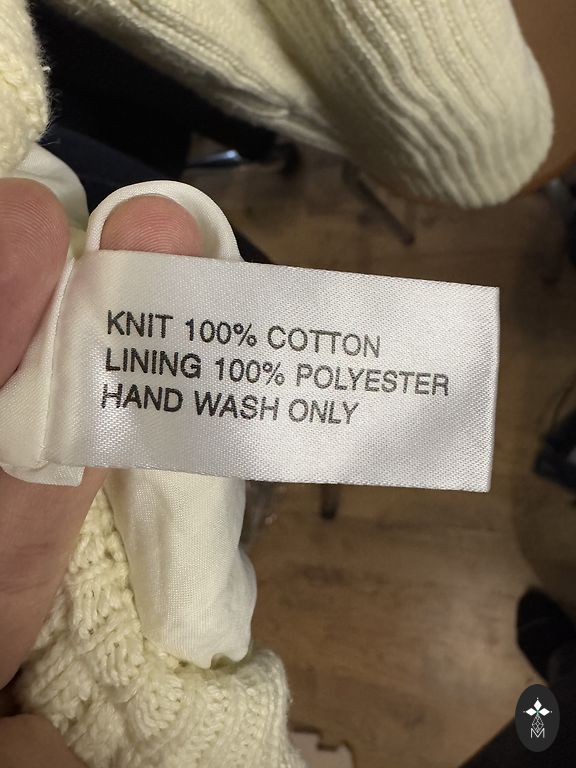 KNIT 100% COTTON
LINING 100% POLYESTER
HAND WASH ONLY